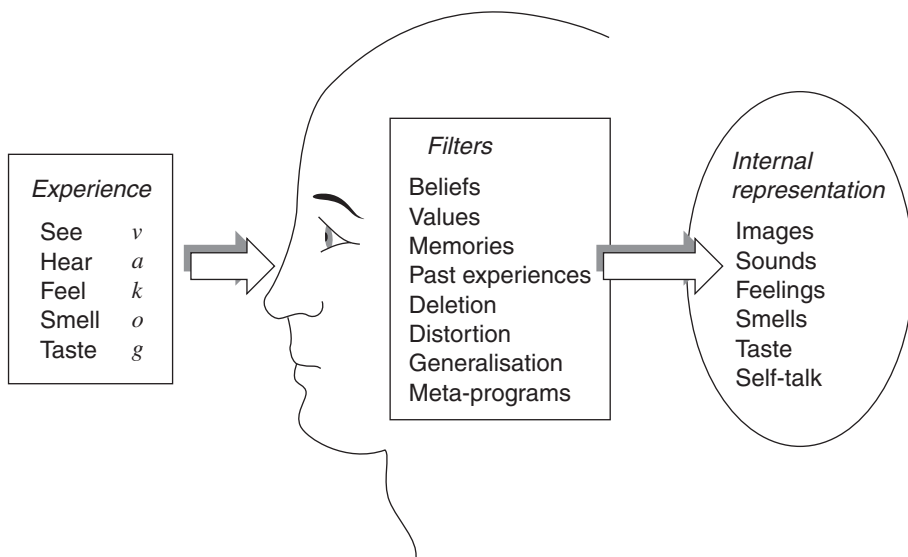 Experience
See v
Hear a
Feel k
Smell o
Taste g
Filters
Beliefs
Values
Memories
Past experiences
Deletion
Distortion
Generalisation
Meta-programs
Internal
representation
Images
Sounds
Feelings
Smells
Taste
Self-talk